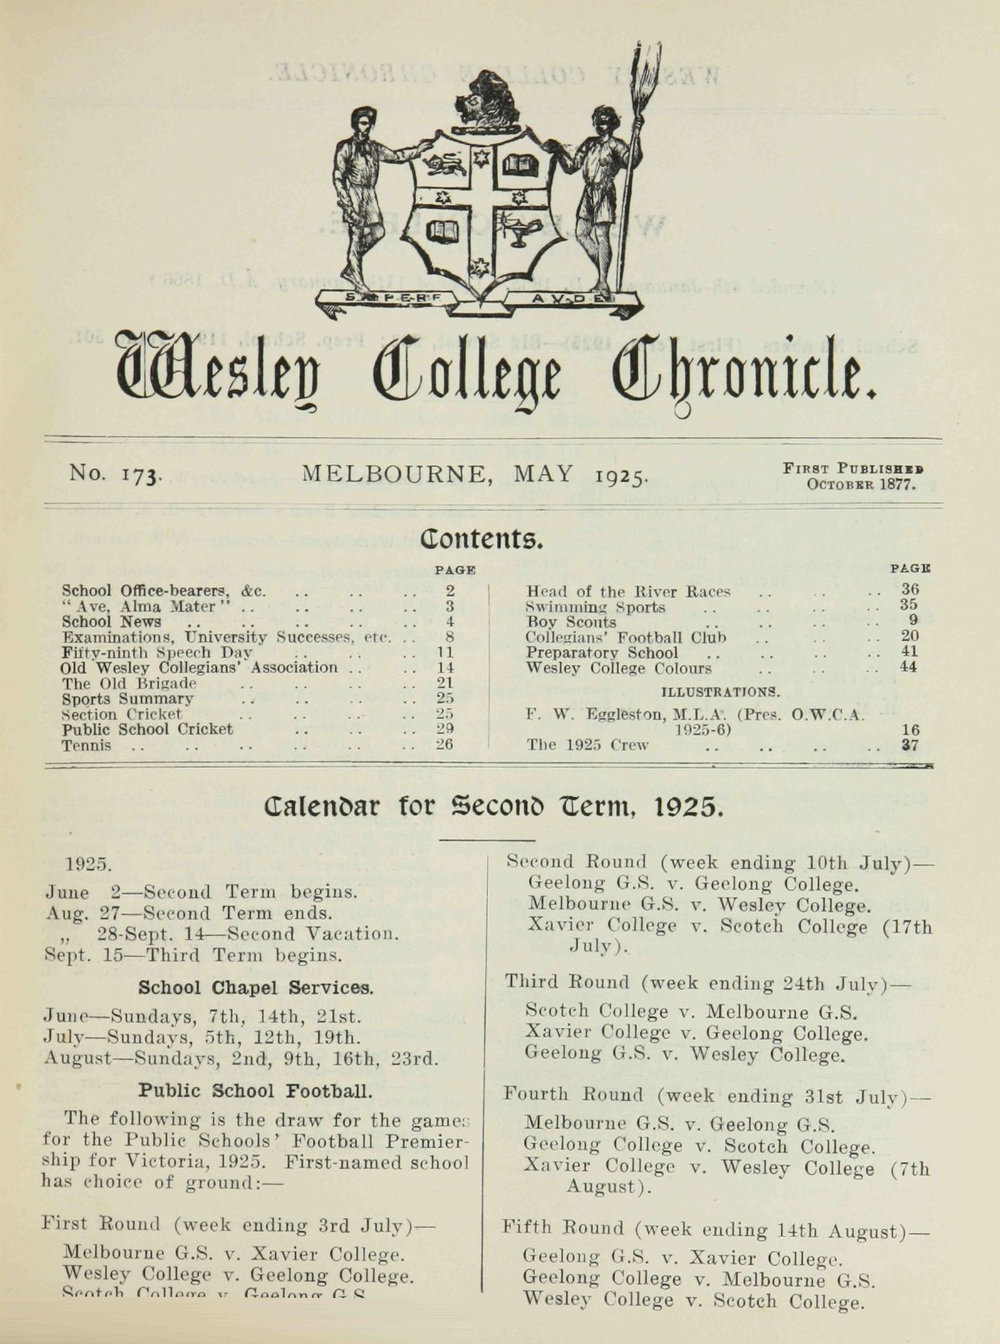 SAPERE AVDE
Wesley College Chronicle.
No. 173.
MELBOURNE, MAY 1925.
FIRST PUBLISHED
OCTOBER 1877.
Contents.
PAGE
School Office-bearers, &c. .. .. .. 2
"Ave, Alma Mater" .. .. .. .. 3
School News .. .. .. .. .. 4
Examinations, University Successes, etc. .. 8
Fifty-ninth Speech Day .. .. .. 11
Old Wesley Collegians' Association .. .. 14
The Old Brigade .. .. .. .. 21
Sports Summary .. .. .. .. 25
Section Cricket .. .. .. .. 25
Public School Cricket .. .. .. 29
Tennis .. .. .. .. .. .. 26
PAGE
Head of the River Races .. .. .. 36
Swimming Sports .. .. .. .. 35
Boy Scouts .. .. .. .. 9
Collegians' Football Club .. .. .. 20
Preparatory School .. .. .. .. 41
Wesley College Colours .. .. .. 44
ILLUSTRATIONS.
F. W. Eggleston, M.L.A. (Pres. O.W.C.A.
1925-6) 16
The 1925 Crew .. .. .. .. 37
Calendar for Second Term, 1925.
1925.
June 2—Second Term begins.
Aug. 27—Second Term ends.
„ 28-Sept. 14—Second Vacation.
Sept. 15—Third Term begins.
School Chapel Services.
June—Sundays, 7th, 14th, 21st.
July—Sundays, 5th, 12th, 19th.
August—Sundays, 2nd, 9th, 16th, 23rd.
Public School Football.
The following is the draw for the games
for the Public Schools' Football Premier-
ship for Victoria, 1925. First-named school
has choice of ground:—
First Round (week ending 3rd July)—
Melbourne G.S. v. Xavier College.
Wesley College v. Geelong College.
Scotch College v. Geelong G.S.
Second Round (week ending 10th July)—
Geelong G.S. v. Geelong College.
Melbourne G.S. v. Wesley College.
Xavier College v. Scotch College (17th
July).
Third Round (week ending 24th July)—
Scotch College v. Melbourne G.S.
Xavier College v. Geelong College.
Geelong G.S. v. Wesley College.
Fourth Round (week ending 31st July)—
Melbourne G.S. v. Geelong G.S.
Geelong College v. Scotch College.
Xavier College v. Wesley College (7th
August).
Fifth Round (week ending 14th August)—
Geelong G.S. v. Xavier College.
Geelong College v. Melbourne G.S.
Wesley College v. Scotch College.